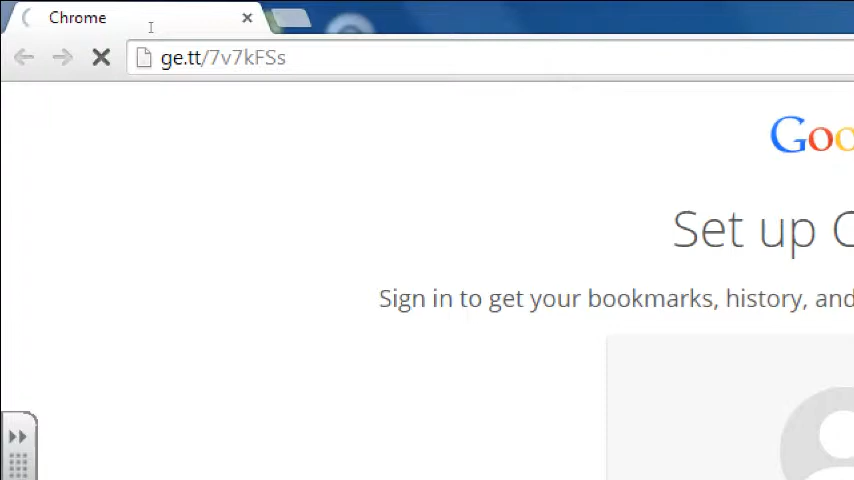 Chrome
ge.tt/7v7kFSs
Goo
Set up
Sign in to get your bookmarks, history, and